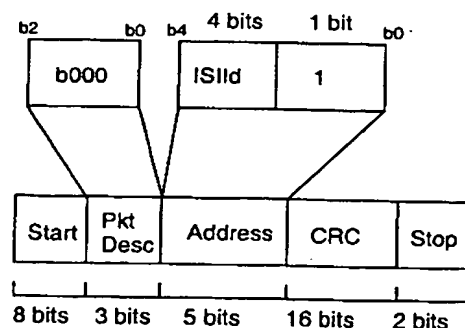 4 bits 1 bit
b2 b0 b4 b0
b000 ISIId 1
Start Pkt Desc Address CRC Stop
8 bits 3 bits 5 bits 16 bits 2 bits